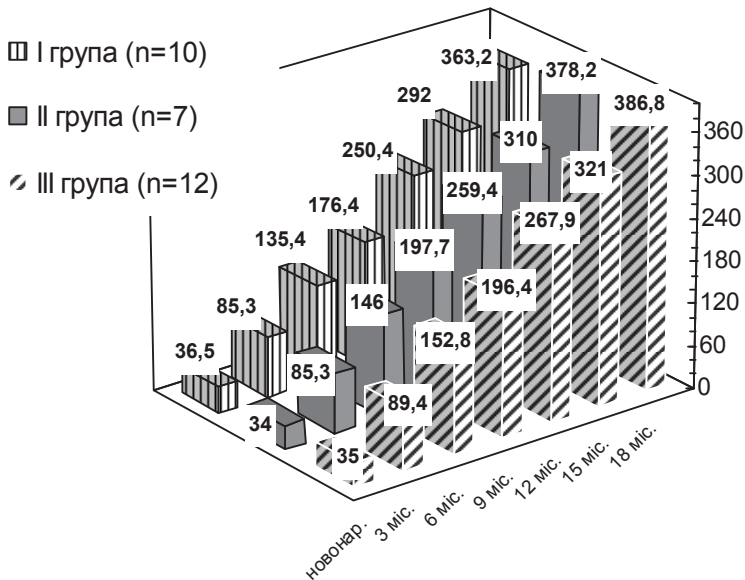 I група (n=10)
II група (n=7)
III група (n=12)
363,2
378,2
386,8
292
310
321
250,4
259,4
267,9
176,4
197,7
196,4
135,4
146
152,8
85,3
85,3
89,4
36,5
34
35
360
300
240
180
120
60
0
новонар.
3 міс.
6 міс.
9 міс.
12 міс.
15 міс.
18 міс.